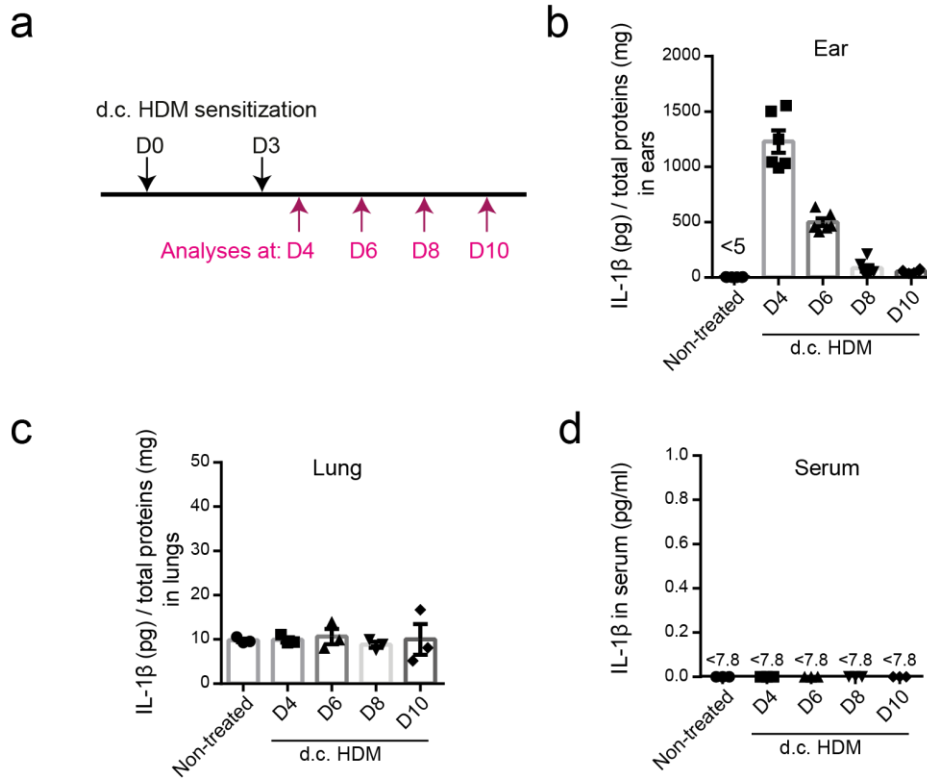 a
d.c. HDM sensitization
D0 D3
Analyses at: D4 D6 D8 D10
b
Ear
IL-1β (pg) / total proteins (mg)
in ears
2000
1500
1000
500
0
<5
Non-treated D4 D6 D8 D10
d.c. HDM
c
Lung
IL-1β (pg) / total proteins (mg)
in lungs
50
40
30
20
10
0
Non-treated D4 D6 D8 D10
d.c. HDM
d
Serum
IL-1β in serum (pg/ml)
1.0
0.8
0.6
0.4
0.2
0.0
<7.8 <7.8 <7.8 <7.8 <7.8
Non-treated D4 D6 D8 D10
d.c. HDM